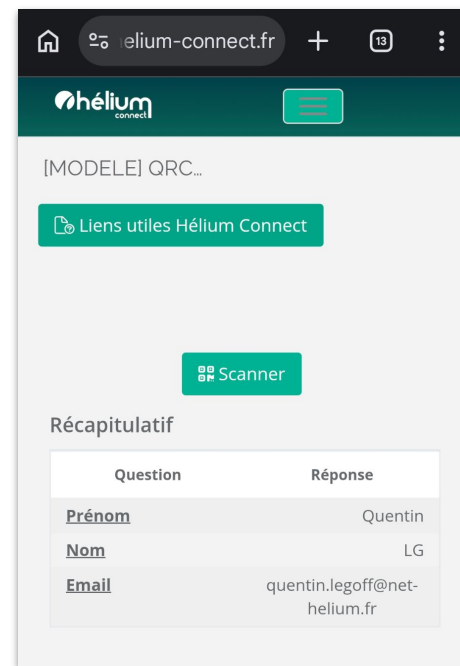 elium-connect.fr
13
hélium
connect
[MODELE] QRC...
Liens utiles Hélium Connect
Scanner
Récapitulatif
Question Réponse
Prénom Quentin
Nom LG
Email quentin.legoff@net-
helium.fr